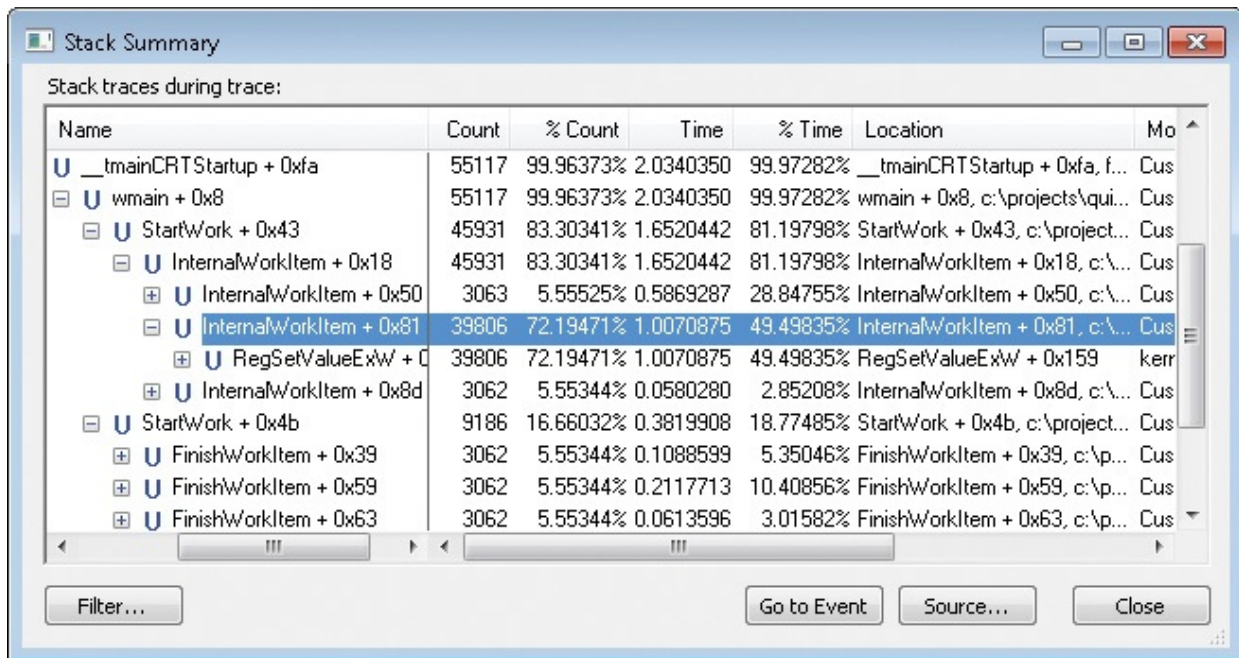 Stack Summary
Stack traces during trace:
Name Count % Count Time % Time Location Mo
U __tmainCRTStartup + 0xfa 55117 99.96373% 2.0340350 99.97282% __tmainCRTStartup + 0xfa, f... Cus
U wmain + 0x8 55117 99.96373% 2.0340350 99.97282% wmain + 0x8, c:\projects\qui... Cus
U StartWork + 0x43 45931 83.30341% 1.6520442 81.19798% StartWork + 0x43, c:\project... Cus
U InternalWorkItem + 0x18 45931 83.30341% 1.6520442 81.19798% InternalWorkItem + 0x18, c:\... Cus
U InternalWorkItem + 0x50 3063 5.55525% 0.5869287 28.84755% InternalWorkItem + 0x50, c:\... Cus
U InternalWorkItem + 0x81 39806 72.19471% 1.0070875 49.49835% InternalWorkItem + 0x81, c:\... Cus
U RegSetValueExW + 0 39806 72.19471% 1.0070875 49.49835% RegSetValueExW + 0x159 kerr
U InternalWorkItem + 0x8d 3062 5.55344% 0.0580280 2.85208% InternalWorkItem + 0x8d, c:\... Cus
U StartWork + 0x4b 9186 16.66032% 0.3819908 18.77485% StartWork + 0x4b, c:\project... Cus
U FinishWorkItem + 0x39 3062 5.55344% 0.1088599 5.35046% FinishWorkItem + 0x39, c:\p... Cus
U FinishWorkItem + 0x59 3062 5.55344% 0.2117713 10.40856% FinishWorkItem + 0x59, c:\p... Cus
U FinishWorkItem + 0x63 3062 5.55344% 0.0613596 3.01582% FinishWorkItem + 0x63, c:\p... Cus
Filter... Go to Event Source... Close